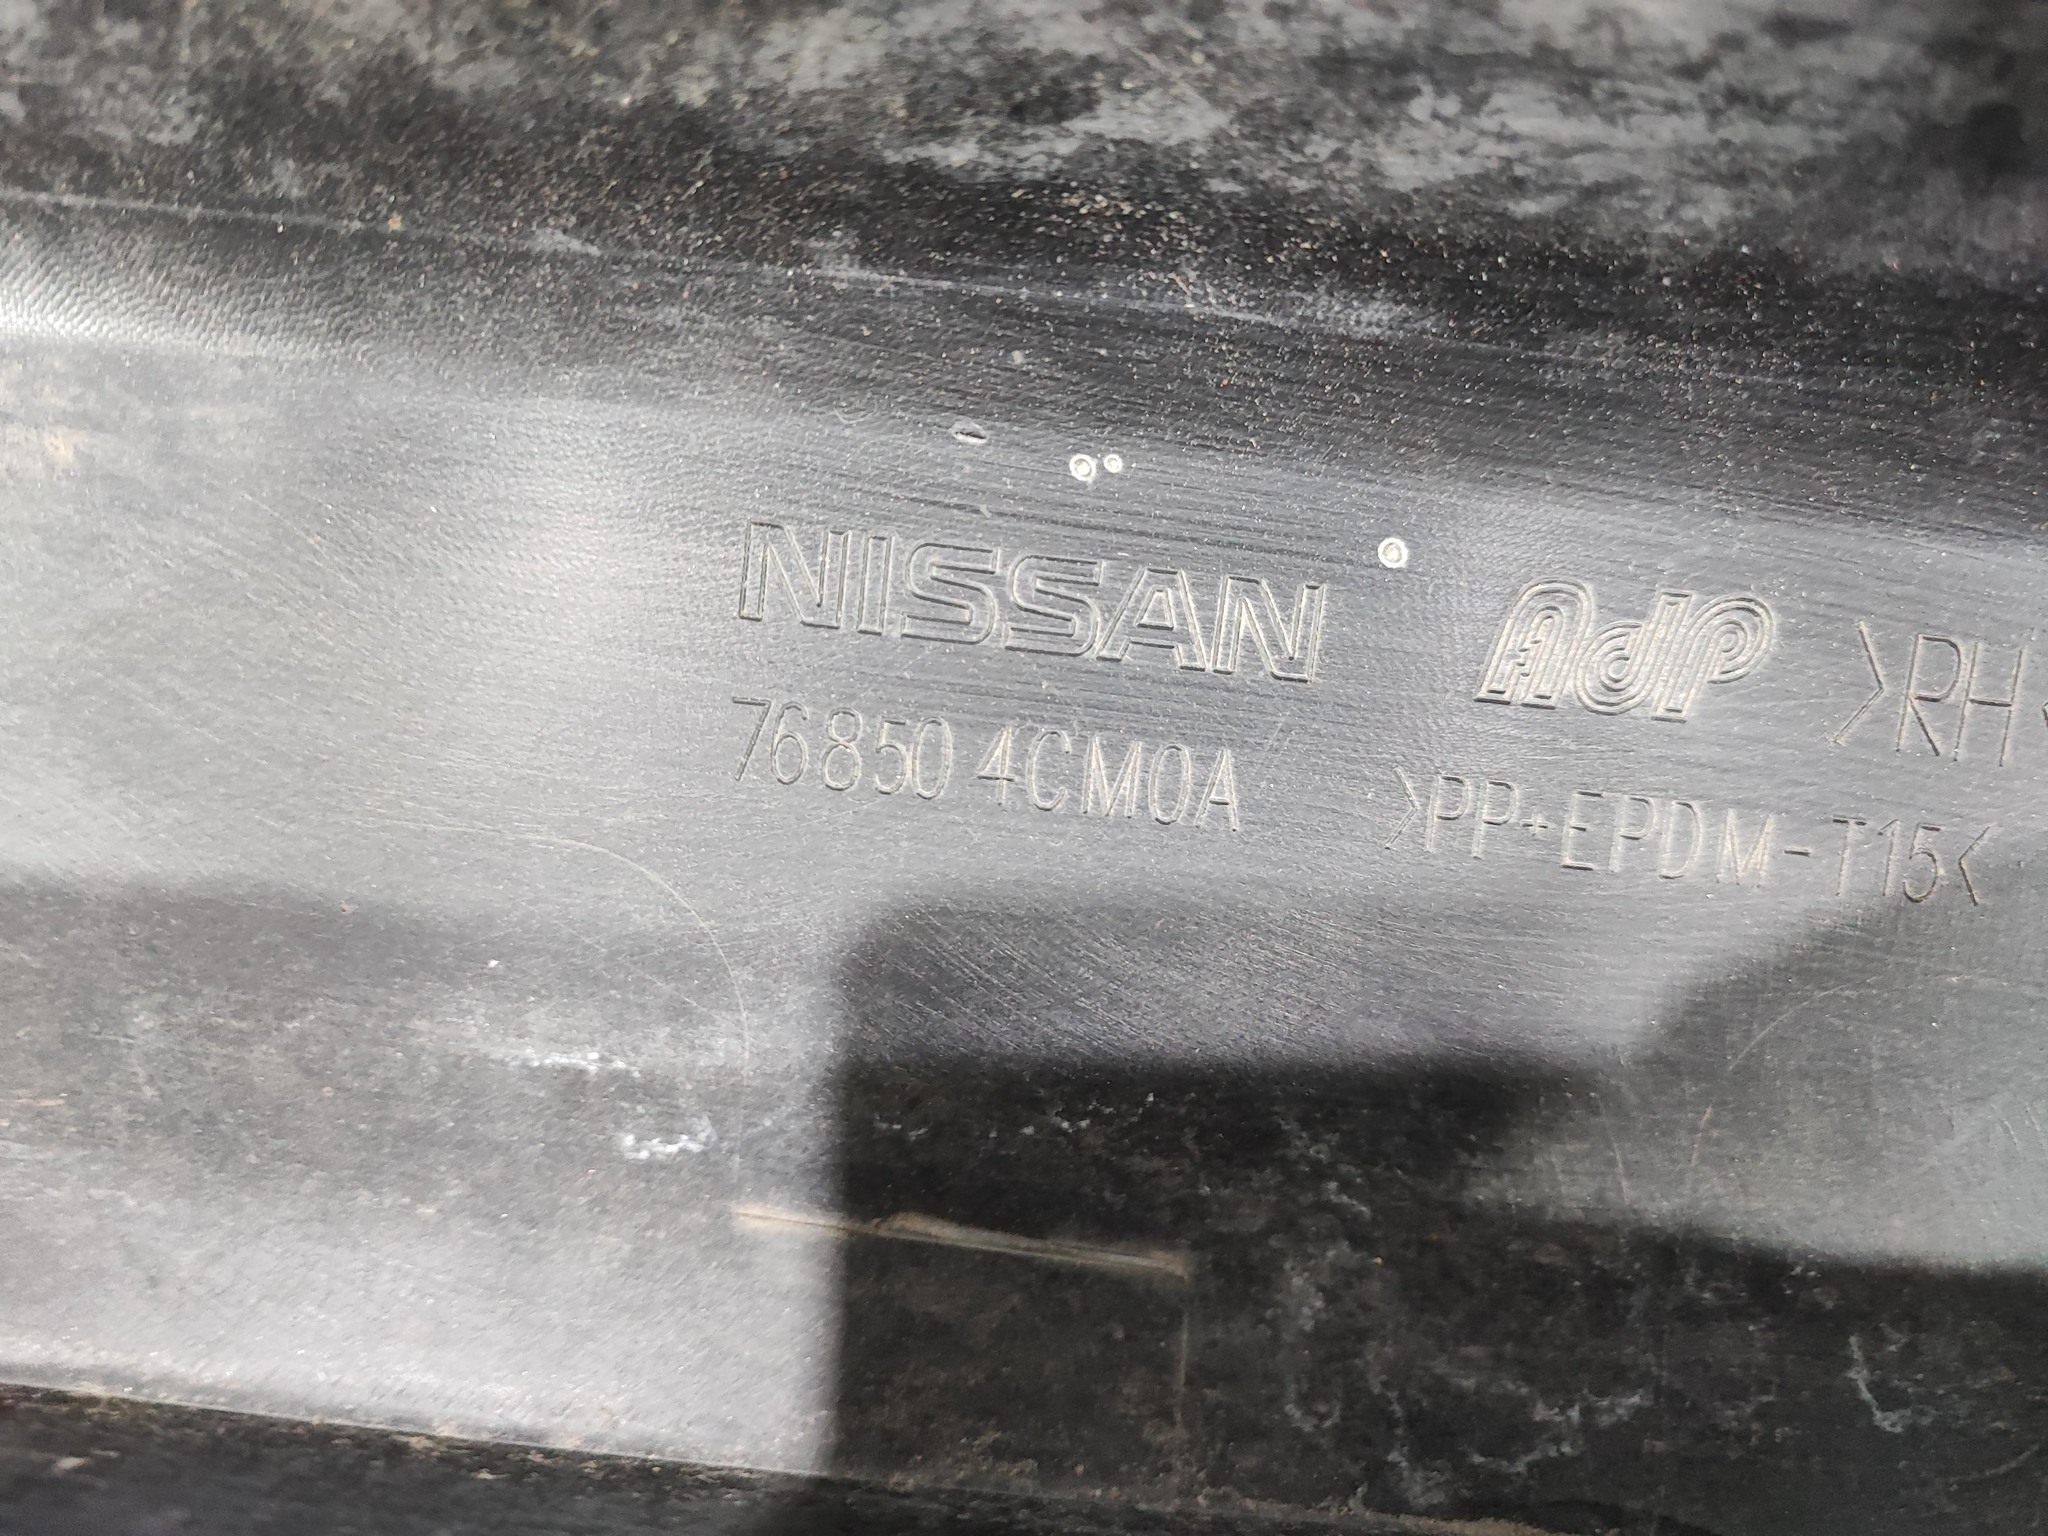 NISSAN AdP >RH<
76850 4CM0A >PP+EPDM-T15<